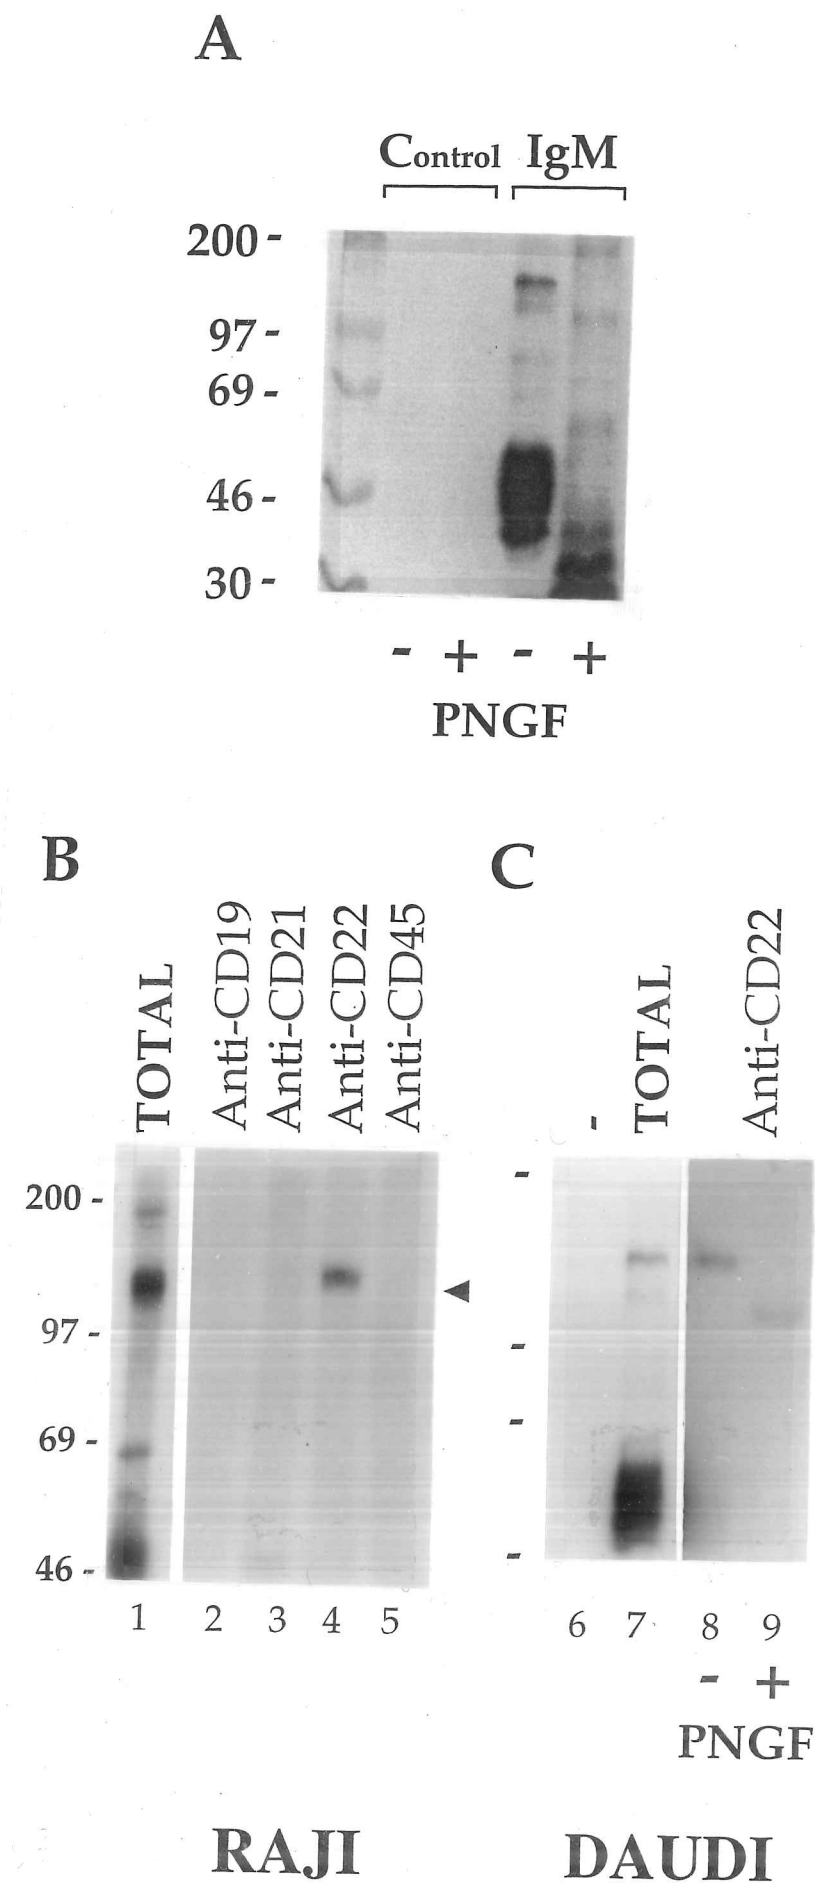 A
Control IgM
200 -
97 -
69 -
46 -
30 -
- + - +
PNGF
B
TOTAL
Anti-CD19
Anti-CD21
Anti-CD22
Anti-CD45
200 -
97 -
69 -
46 -
1 2 3 4 5
RAJI
C
-
TOTAL
Anti-CD22
6 7 8 9
- +
PNGF
DAUDI